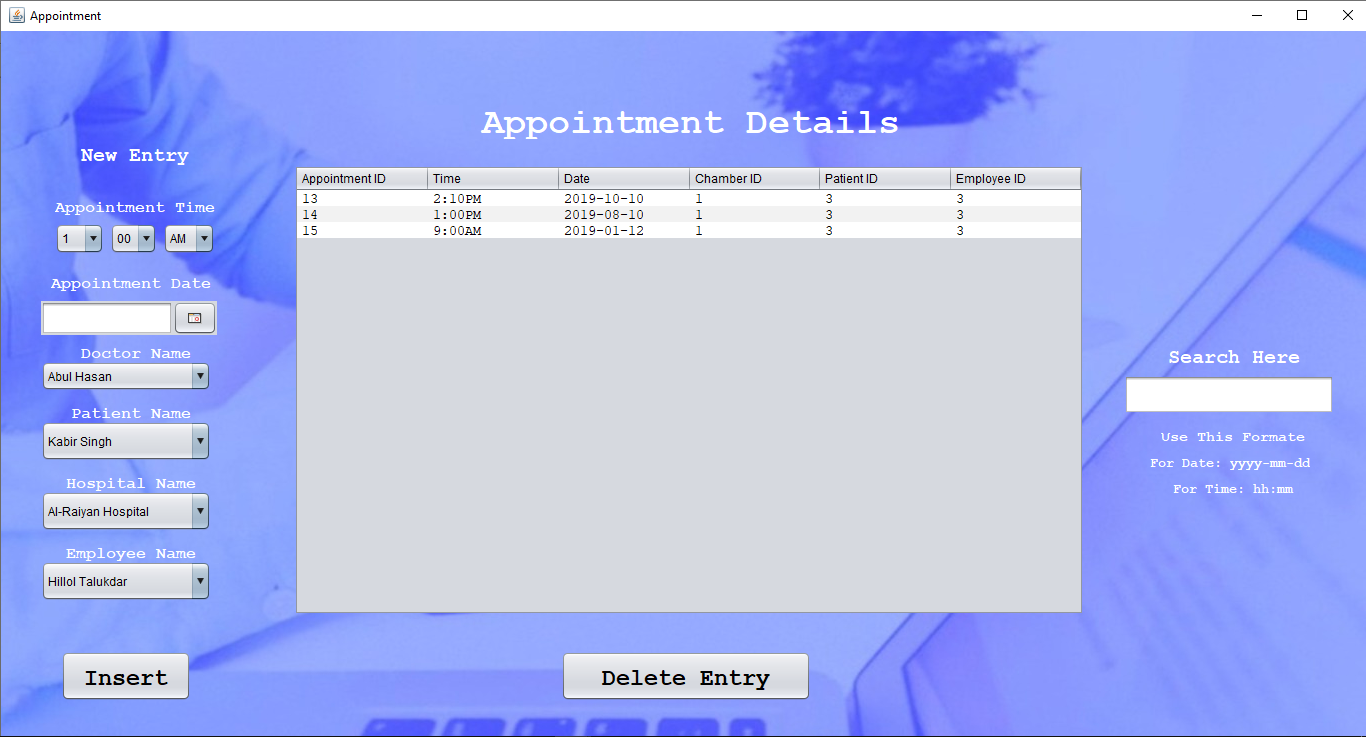 Appointment
Appointment Details
New Entry
Appointment Time
1 00 AM
Appointment Date
Doctor Name
Abul Hasan
Patient Name
Kabir Singh
Hospital Name
Al-Raiyan Hospital
Employee Name
Hillol Talukdar
Insert
Appointment ID Time Date Chamber ID Patient ID Employee ID
13 2:10PM 2019-10-10 1 3 3
14 1:00PM 2019-08-10 1 3 3
15 9:00AM 2019-01-12 1 3 3
Delete Entry
Search Here
Use This Formate
For Date: yyyy-mm-dd
For Time: hh:mm